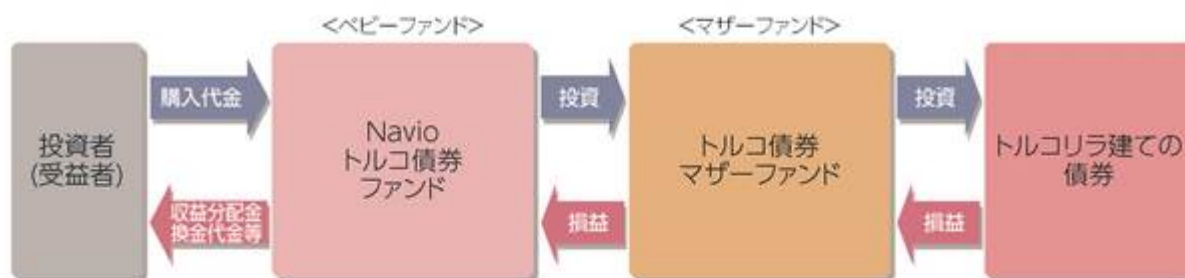 <ベビーファンド>
<マザーファンド>
投資者
(受益者)
購入代金
収益分配金
換金代金等
Navio
トルコ債券
ファンド
投資
損益
トルコ債券
マザーファンド
投資
損益
トルコリラ建ての
債券